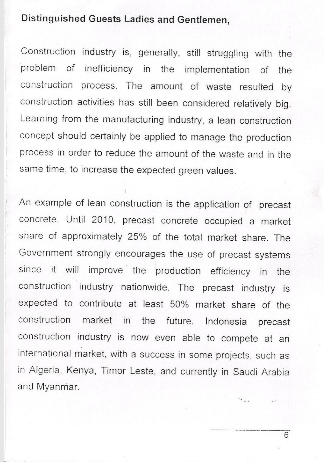 Distinguished Guests Ladies and Gentlemen,
Construction industry is, generally, still struggling with the
problem of inefficiency in the implementation of the
construction process. The amount of waste resulted by
construction activities has still been considered relatively big.
Learning from the manufacturing industry, a lean construction
concept should certainly be applied to manage the production
process in order to reduce the amount of the waste and in the
same time, to increase the expected green values.
An example of lean construction is the application of precast
concrete. Until 2010, precast concrete occupied a market
share of approximately 25% of the total market share. The
Government strongly encourages the use of precast systems
since it will improve the production efficiency in the
construction industry nationwide. The precast industry is
expected to contribute at least 50% market share of the
construction market in the future. Indonesia precast
construction industry is now even able to compete at an
international market, with a success in some projects, such as
in Algeria, Kenya, Timor Leste, and currently in Saudi Arabia
and Myanmar.
6